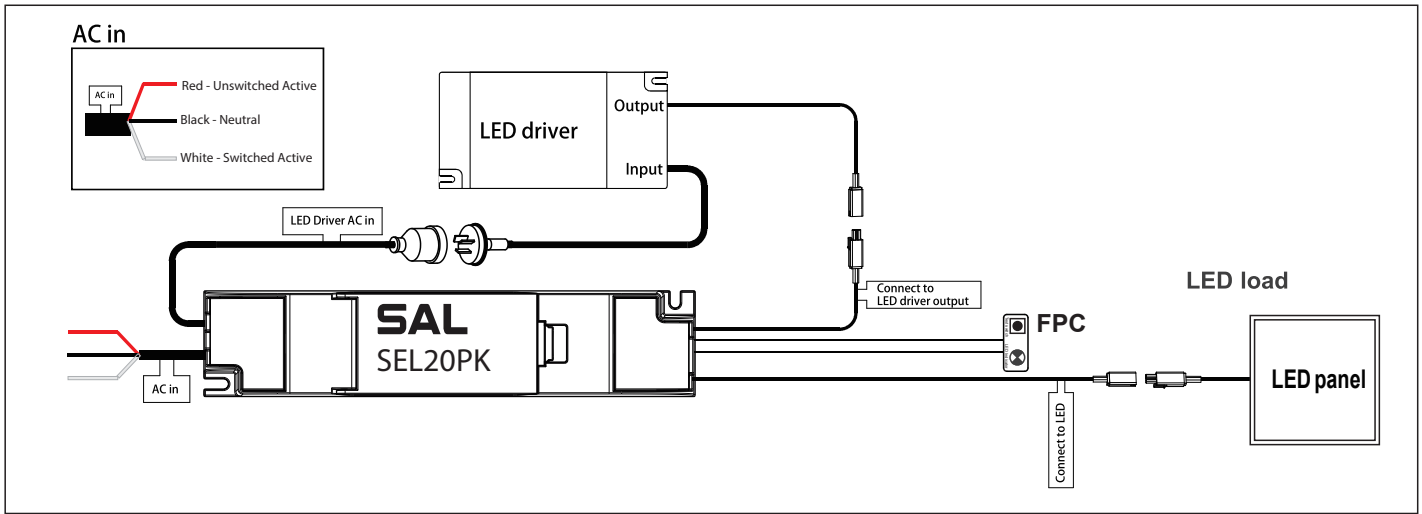 AC in
AC in
Red - Unswitched Active
Black - Neutral
White - Switched Active
LED driver
Output
Input
LED Driver AC in
Connect to
LED driver output
LED load
SAL
SEL20PK
FPC
LED panel
AC in
Connect to LED